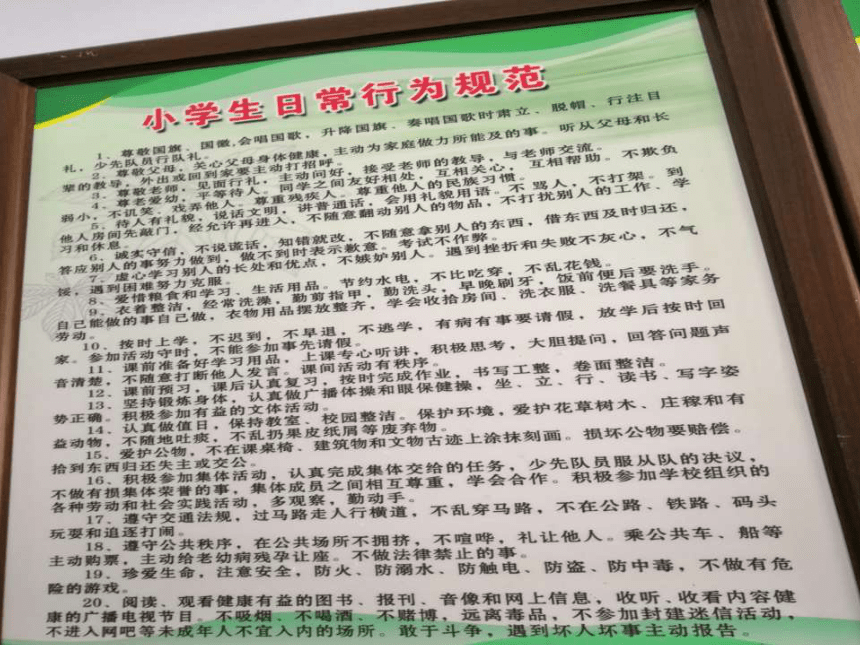 小学生日常行为规范
1、尊敬国旗、国徽,会唱国歌,升降国旗、奏唱国歌时肃立、脱帽、行注目
礼,少先队员行队礼。
2、尊敬父母,关心父母身体健康,主动为家庭做力所能及的事。听从父母和长
辈的教导,外出或回到家要主动打招呼。
3、尊敬老师,见面行礼,主动问好,接受老师的教导,与老师交流。
4、尊老爱幼,平等待人。同学之间友好相处,互相关心,互相帮助。不欺负
弱小,不讥笑、戏弄他人。尊重残疾人。尊重他人的民族习惯。
5、待人有礼貌,说话文明,讲普通话,会用礼貌用语。不骂人,不打架。到
他人房间先敲门,经允许再进入,不随意翻动别人的物品,不打扰别人的工作、学
习和休息。
6、诚实守信,不说谎话,知错就改,不随意拿别人的东西,借东西及时归还,
答应别人的事努力做到,做不到时表示歉意。考试不作弊。
7、虚心学习别人的长处和优点,不嫉妒别人。遇到挫折和失败不灰心,不气
馁,遇到困难努力克服。
8、爱惜粮食和学习、生活用品。节约水电,不比吃穿,不乱花钱。
9、衣着整洁,经常洗澡,勤剪指甲,勤洗头,早晚刷牙,饭前便后要洗手。
自己能做的事自己做,衣物用品摆放整齐,学会收拾房间、洗衣服、洗餐具等家务
劳动。
10、按时上学,不迟到,不早退,不逃学,有病有事要请假,放学后按时回
家。参加活动守时,不能参加事先请假。
11、课前准备好学习用品,上课专心听讲,积极思考,大胆提问,回答问题声
音清楚,不随意打断他人发言。课间活动有秩序。
12、课前预习,课后认真复习,按时完成作业,书写工整,卷面整洁。
13、坚持锻炼身体,认真做广播体操和眼保健操,坐、立、行、读书、写字姿
势正确。积极参加有益的文体活动。
14、认真做值日,保持教室、校园整洁。保护环境,爱护花草树木、庄稼和有
益动物,不随地吐痰,不乱扔果皮纸屑等废弃物。
15、爱护公物,不在课桌椅、建筑物和文物古迹上涂抹刻画。损坏公物要赔偿。
拾到东西归还失主或交公。
16、积极参加集体活动,认真完成集体交给的任务,少先队员服从队的决议,
不做有损集体荣誉的事,集体成员之间相互尊重,学会合作。积极参加学校组织的
各种劳动和社会实践活动,多观察,勤动手。
17、遵守交通法规,过马路走人行横道,不乱穿马路,不在公路、铁路、码头
玩耍和追逐打闹。
18、遵守公共秩序,在公共场所不拥挤,不喧哗,礼让他人。乘公共车、船等
主动购票,主动给老幼病残孕让座。不做法律禁止的事。
19、珍爱生命,注意安全,防火、防溺水、防触电、防盗、防中毒,不做有危
险的游戏。
20、阅读、观看健康有益的图书、报刊、音像和网上信息,收听、收看内容健
康的广播电视节目。不吸烟、不喝酒、不赌博,远离毒品,不参加封建迷信活动,
不进入网吧等未成年人不宜入内的场所。敢于斗争,遇到坏人坏事主动报告。